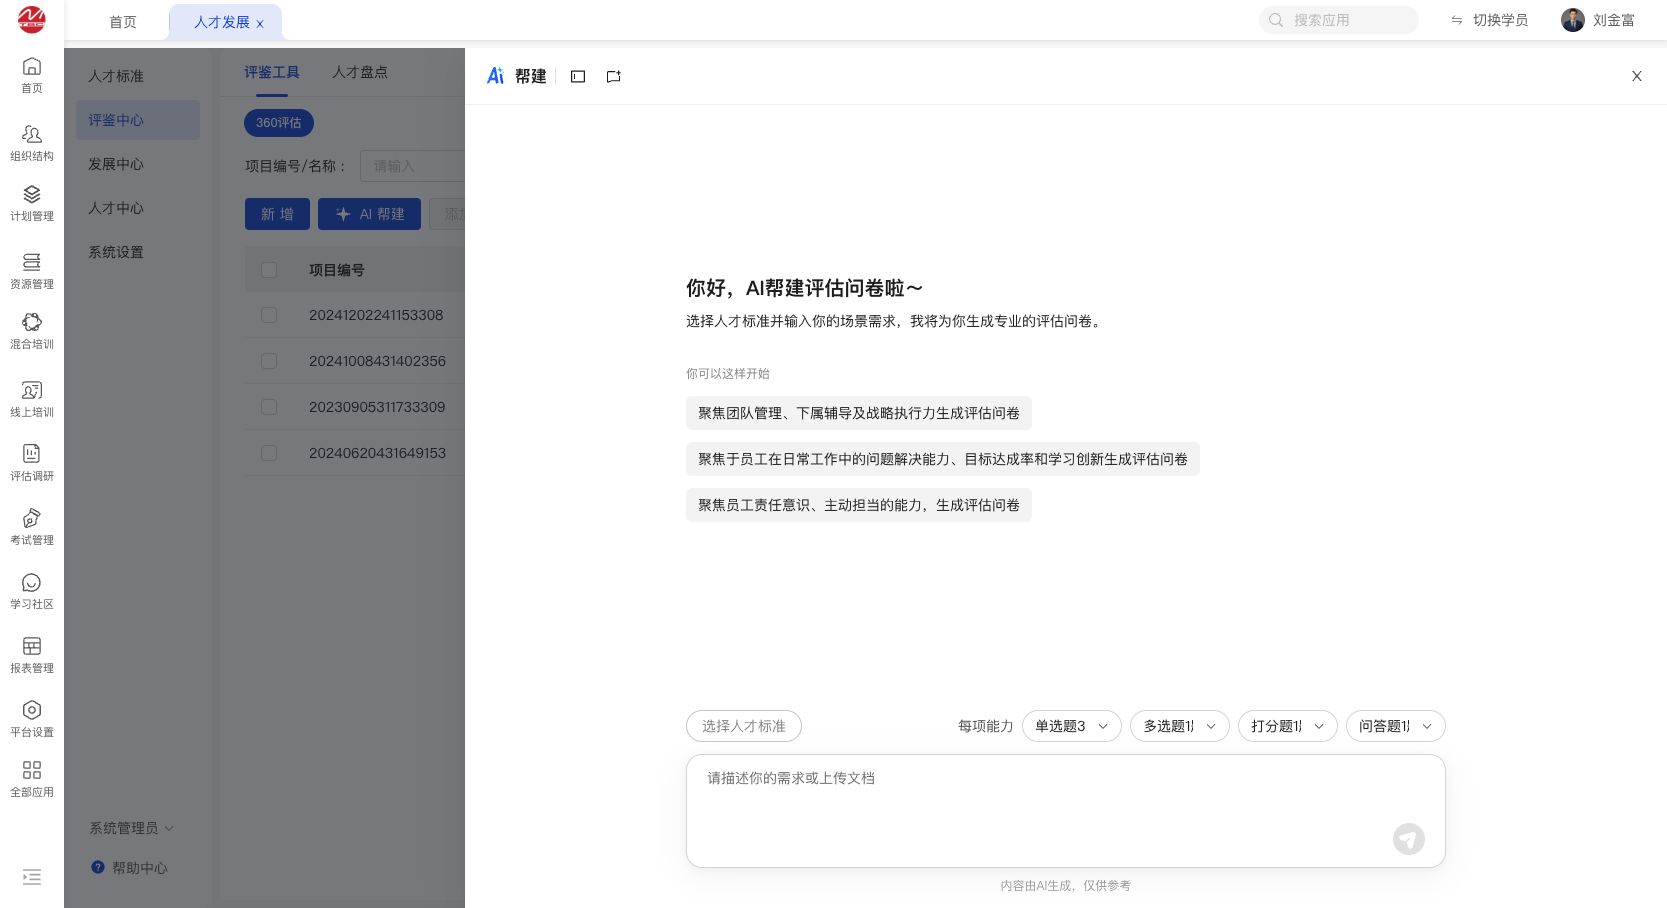 首页
人才发展 x
搜索应用
切换学员
刘金富
首页
组织结构
计划管理
资源管理
混合培训
线上培训
评估调研
考试管理
学习社区
报表管理
平台设置
全部应用
人才标准
评鉴中心
发展中心
人才中心
系统设置
系统管理员
帮助中心
评鉴工具
人才盘点
360评估
项目编号/名称：
请输入
新 增
AI 帮建
添加
项目编号
20241202241153308
20241008431402356
20230905311733309
20240620431649153
Ai 帮建
X
你好，AI帮建评估问卷啦～
选择人才标准并输入你的场景需求，我将为你生成专业的评估问卷。
你可以这样开始
聚焦团队管理、下属辅导及战略执行力生成评估问卷
聚焦于员工在日常工作中的问题解决能力、目标达成率和学习创新生成评估问卷
聚焦员工责任意识、主动担当的能力，生成评估问卷
选择人才标准
每项能力
单选题3
多选题1
打分题1
问答题1
请描述你的需求或上传文档
内容由AI生成，仅供参考